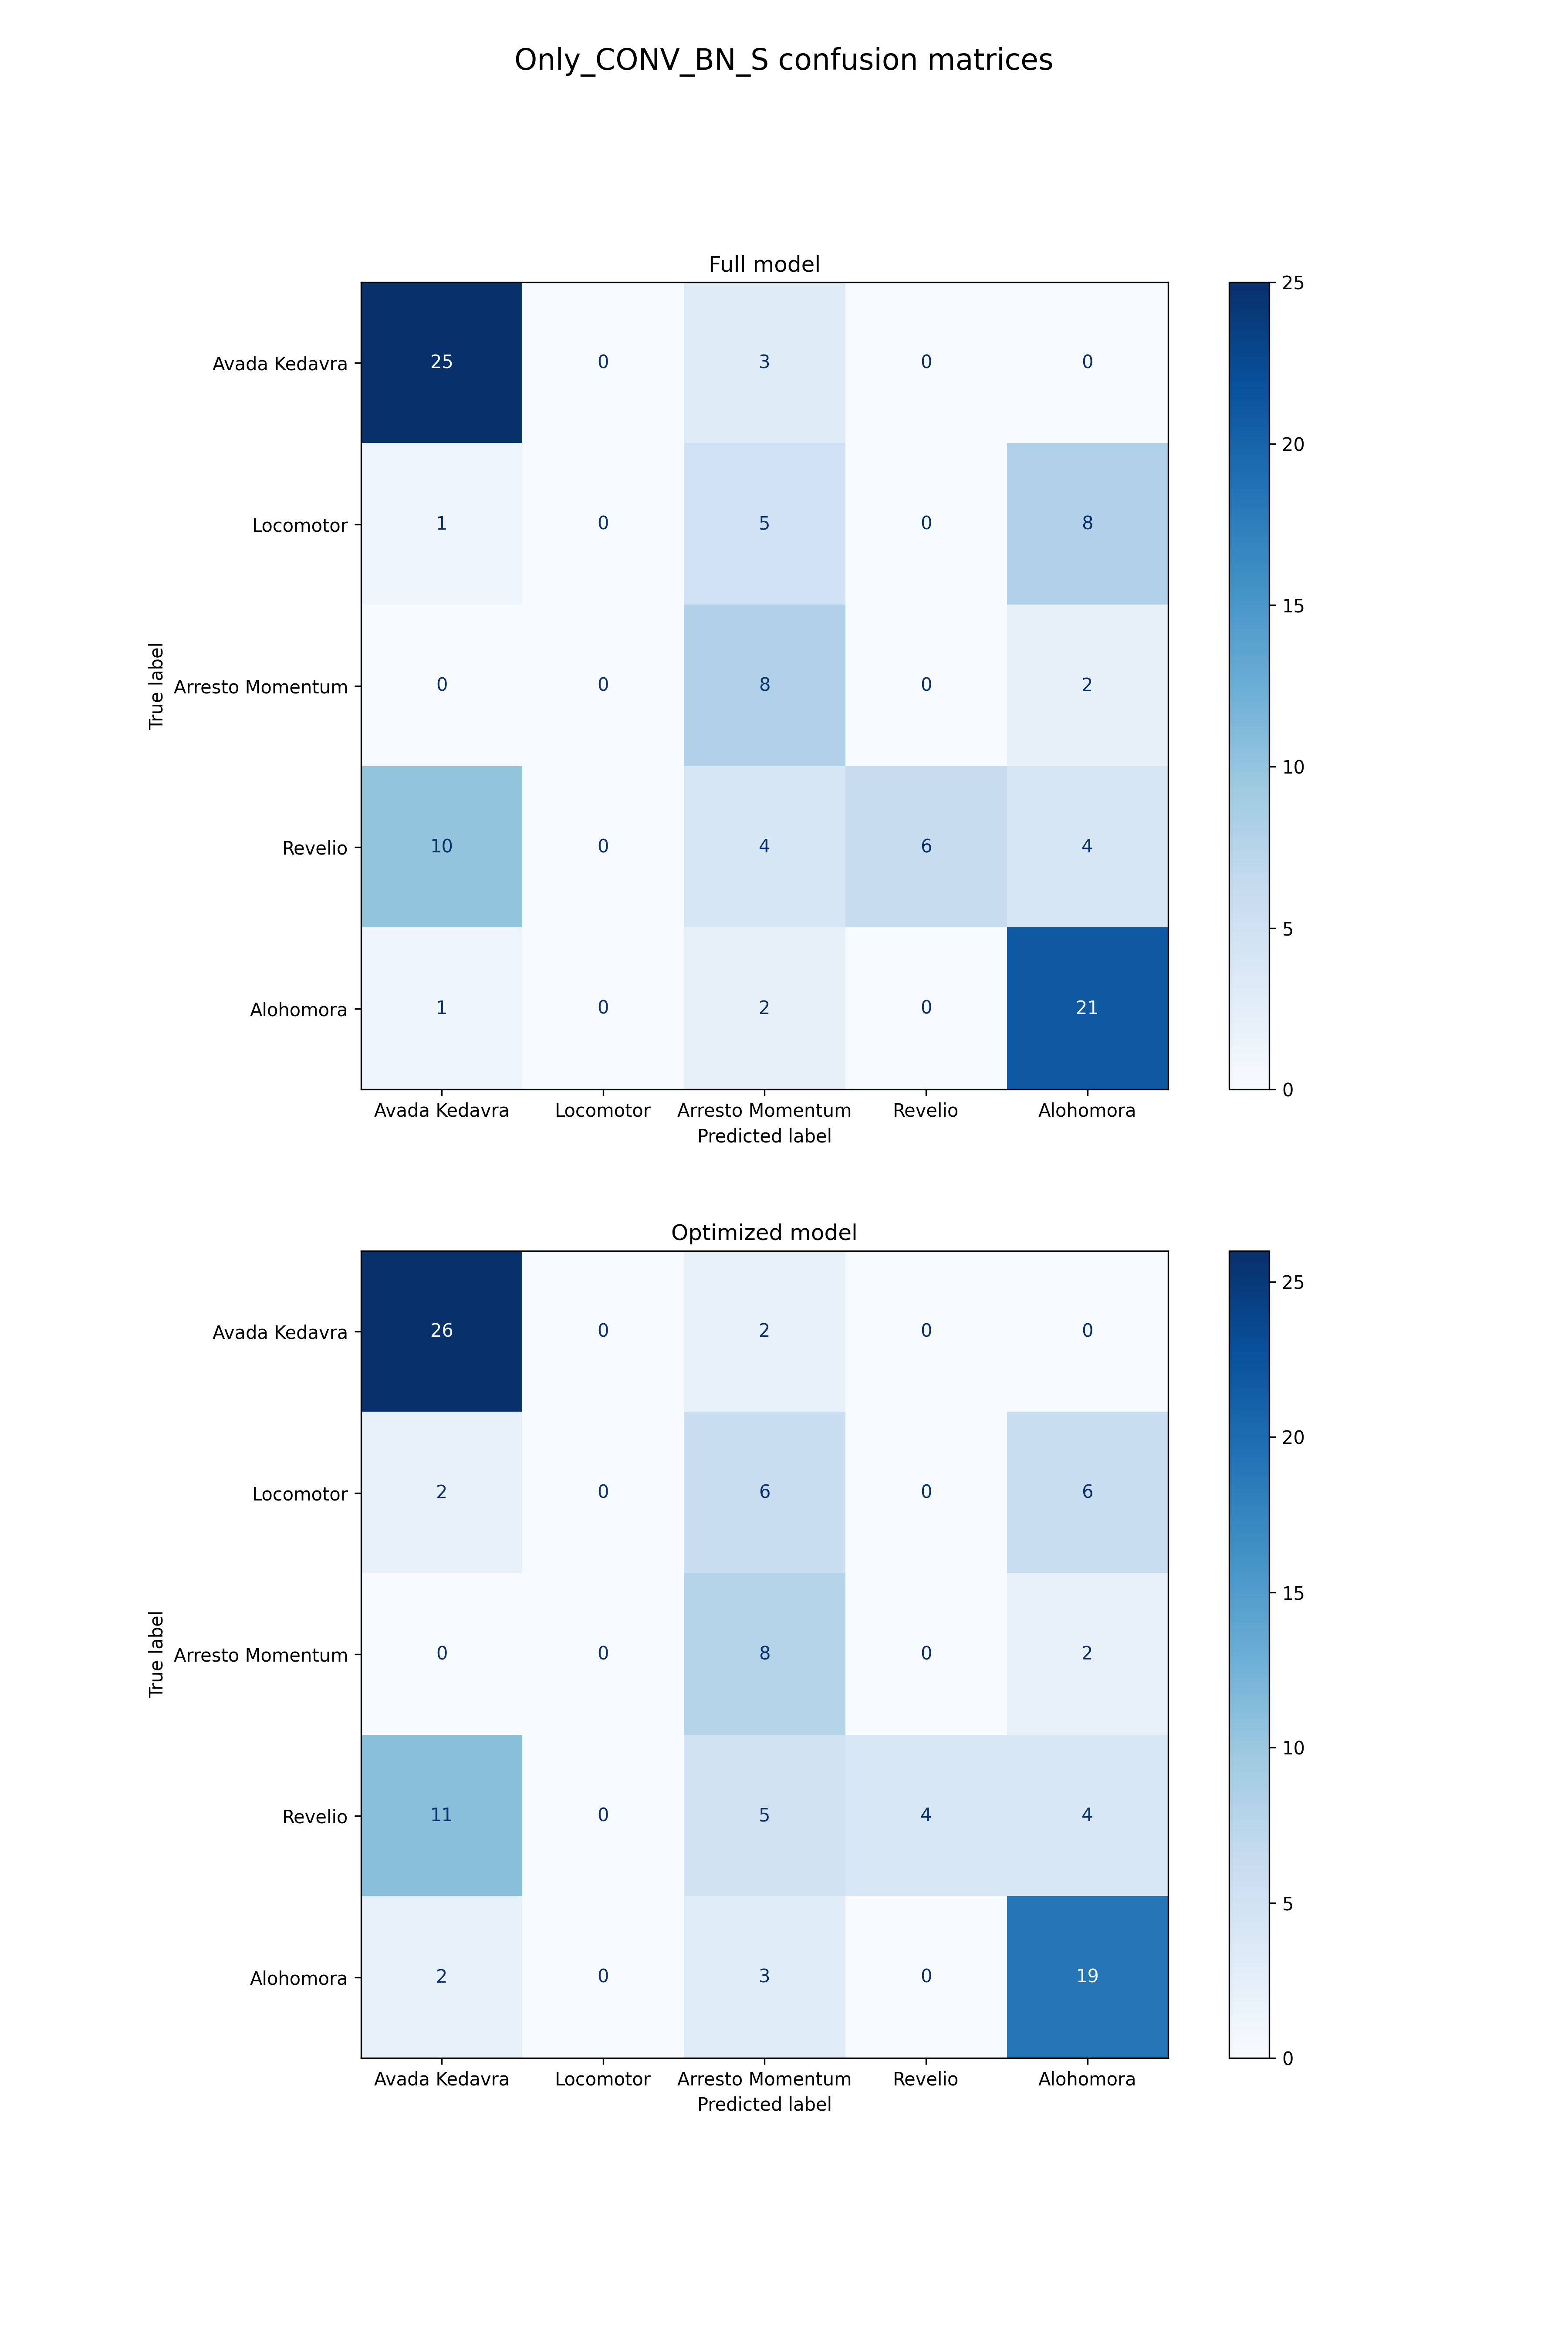 Only_CONV_BN_S confusion matrices
Full model
Avada Kedavra 25 0 3 0 0
Locomotor 1 0 5 0 8
Arresto Momentum 0 0 8 0 2
Revelio 10 0 4 6 4
Alohomora 1 0 2 0 21
True label
Avada Kedavra Locomotor Arresto Momentum Revelio Alohomora
Predicted label
25
20
15
10
5
0
Optimized model
Avada Kedavra 26 0 2 0 0
Locomotor 2 0 6 0 6
Arresto Momentum 0 0 8 0 2
Revelio 11 0 5 4 4
Alohomora 2 0 3 0 19
True label
Avada Kedavra Locomotor Arresto Momentum Revelio Alohomora
Predicted label
25
20
15
10
5
0